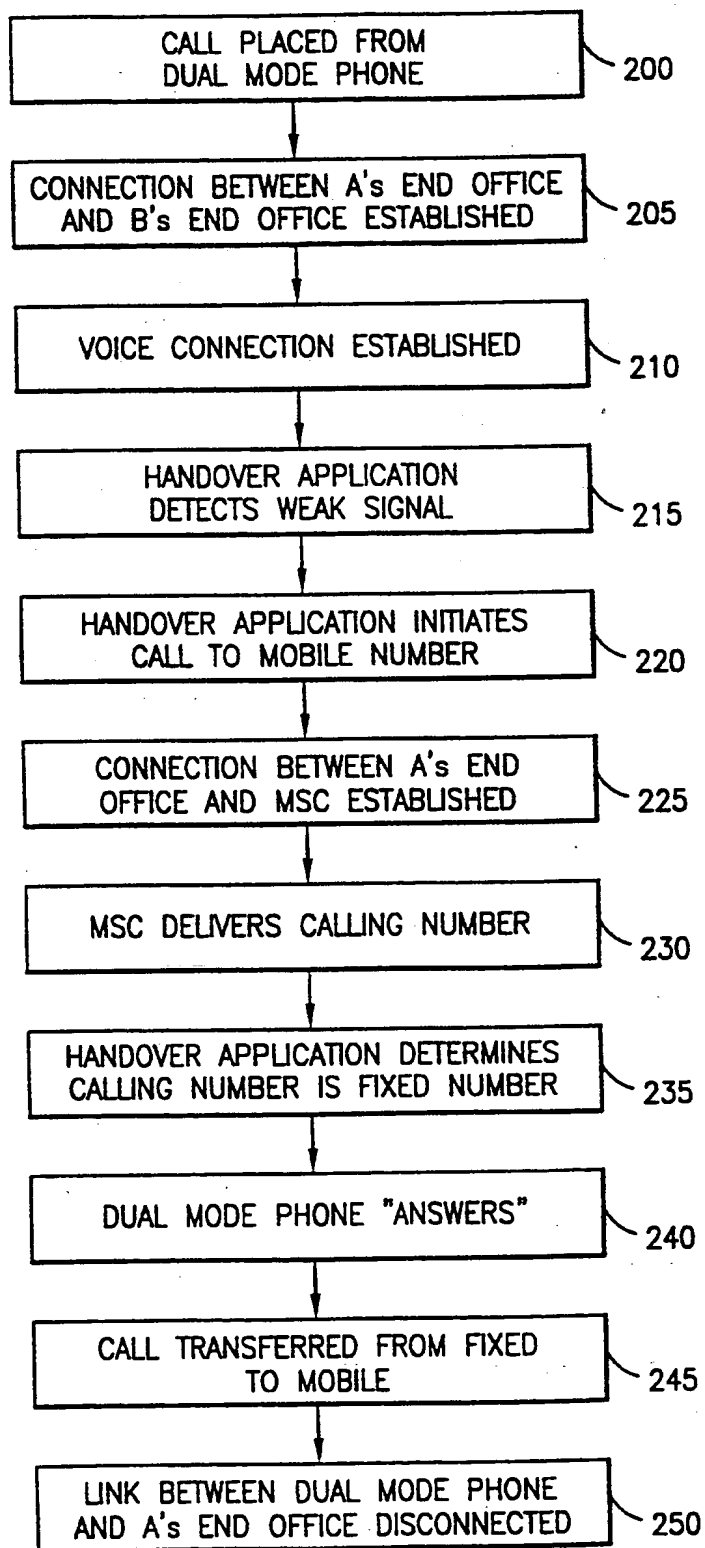 CALL PLACED FROM
DUAL MODE PHONE
200
CONNECTION BETWEEN A's END OFFICE
AND B's END OFFICE ESTABLISHED
205
VOICE CONNECTION ESTABLISHED
210
HANDOVER APPLICATION
DETECTS WEAK SIGNAL
215
HANDOVER APPLICATION INITIATES
CALL TO MOBILE NUMBER
220
CONNECTION BETWEEN A's END
OFFICE AND MSC ESTABLISHED
225
MSC DELIVERS CALLING NUMBER
230
HANDOVER APPLICATION DETERMINES
CALLING NUMBER IS FIXED NUMBER
235
DUAL MODE PHONE "ANSWERS"
240
CALL TRANSFERRED FROM FIXED
TO MOBILE
245
LINK BETWEEN DUAL MODE PHONE
AND A's END OFFICE DISCONNECTED
250